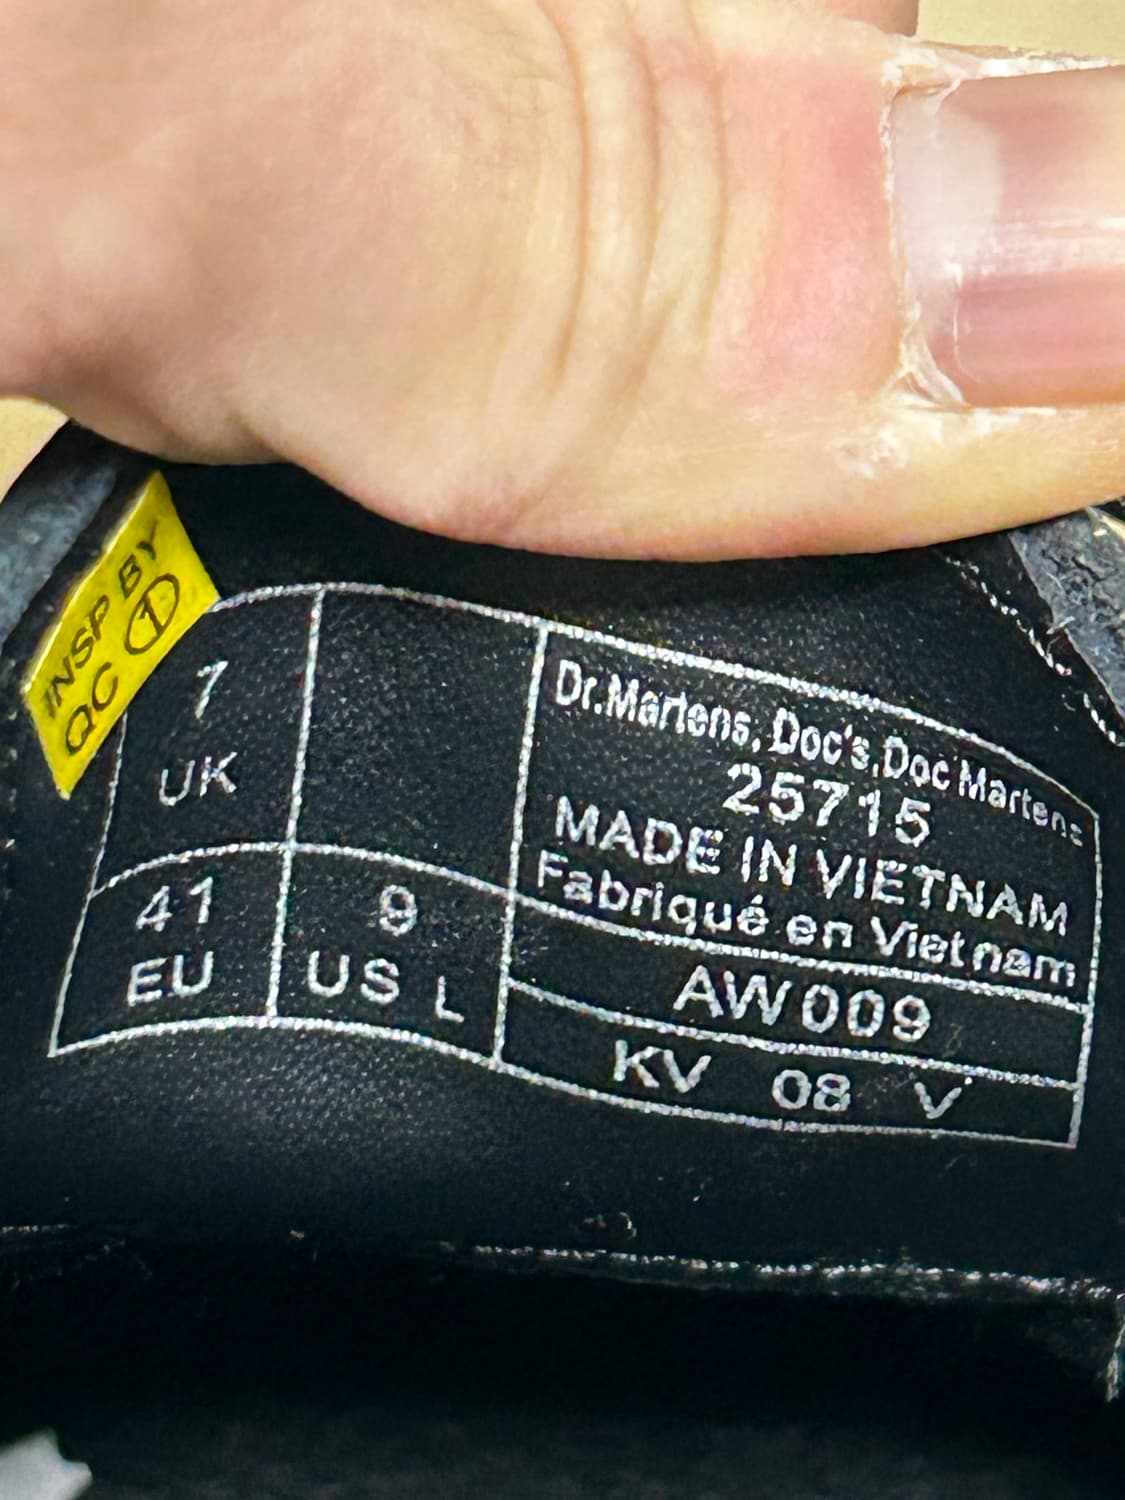 INSP BY
QC 1
7
UK
41
EU
9
US L
Dr.Martens, Doc's, Doc Martens
25715
MADE IN VIETNAM
Fabriqué en Vietnam
AW009
KV 08 V